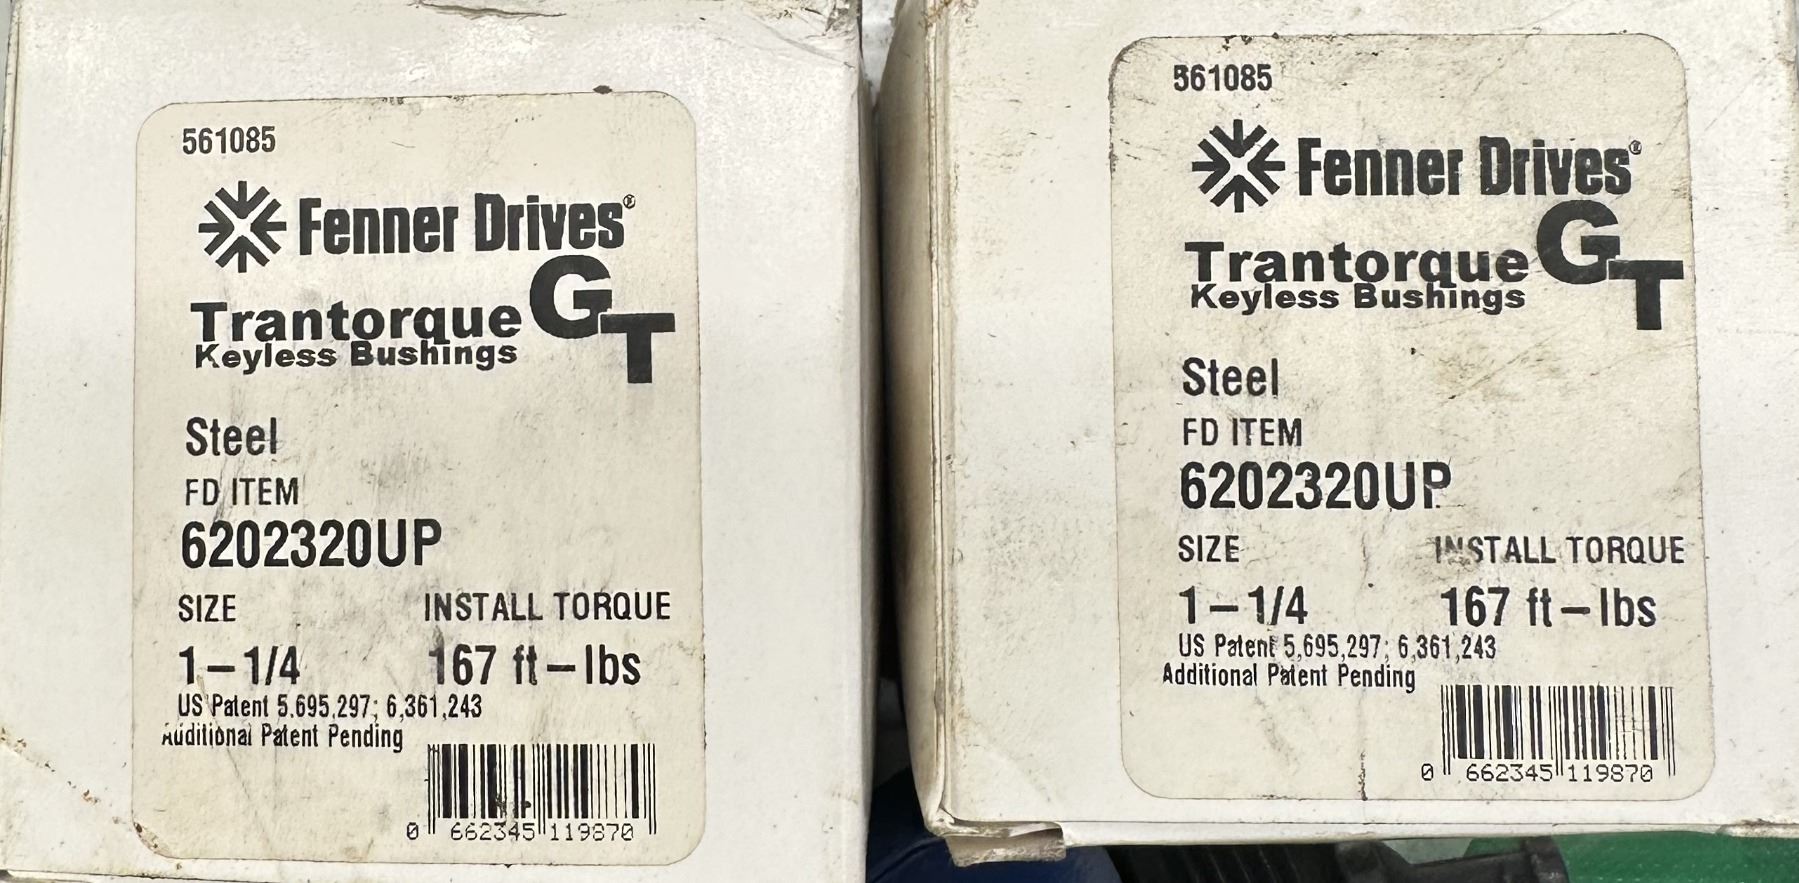 561085
Fenner Drives®
Trantorque GT
Keyless Bushings
Steel
FD ITEM
6202320UP
SIZE INSTALL TORQUE
1-1/4 167 ft-lbs
US Patent 5,695,297; 6,361,243
Additional Patent Pending
0 662345 119870
561085
Fenner Drives®
Trantorque GT
Keyless Bushings
Steel
FD ITEM
6202320UP
SIZE INSTALL TORQUE
1-1/4 167 ft-lbs
US Patent 5,695,297; 6,361,243
Additional Patent Pending
0 662345 119870